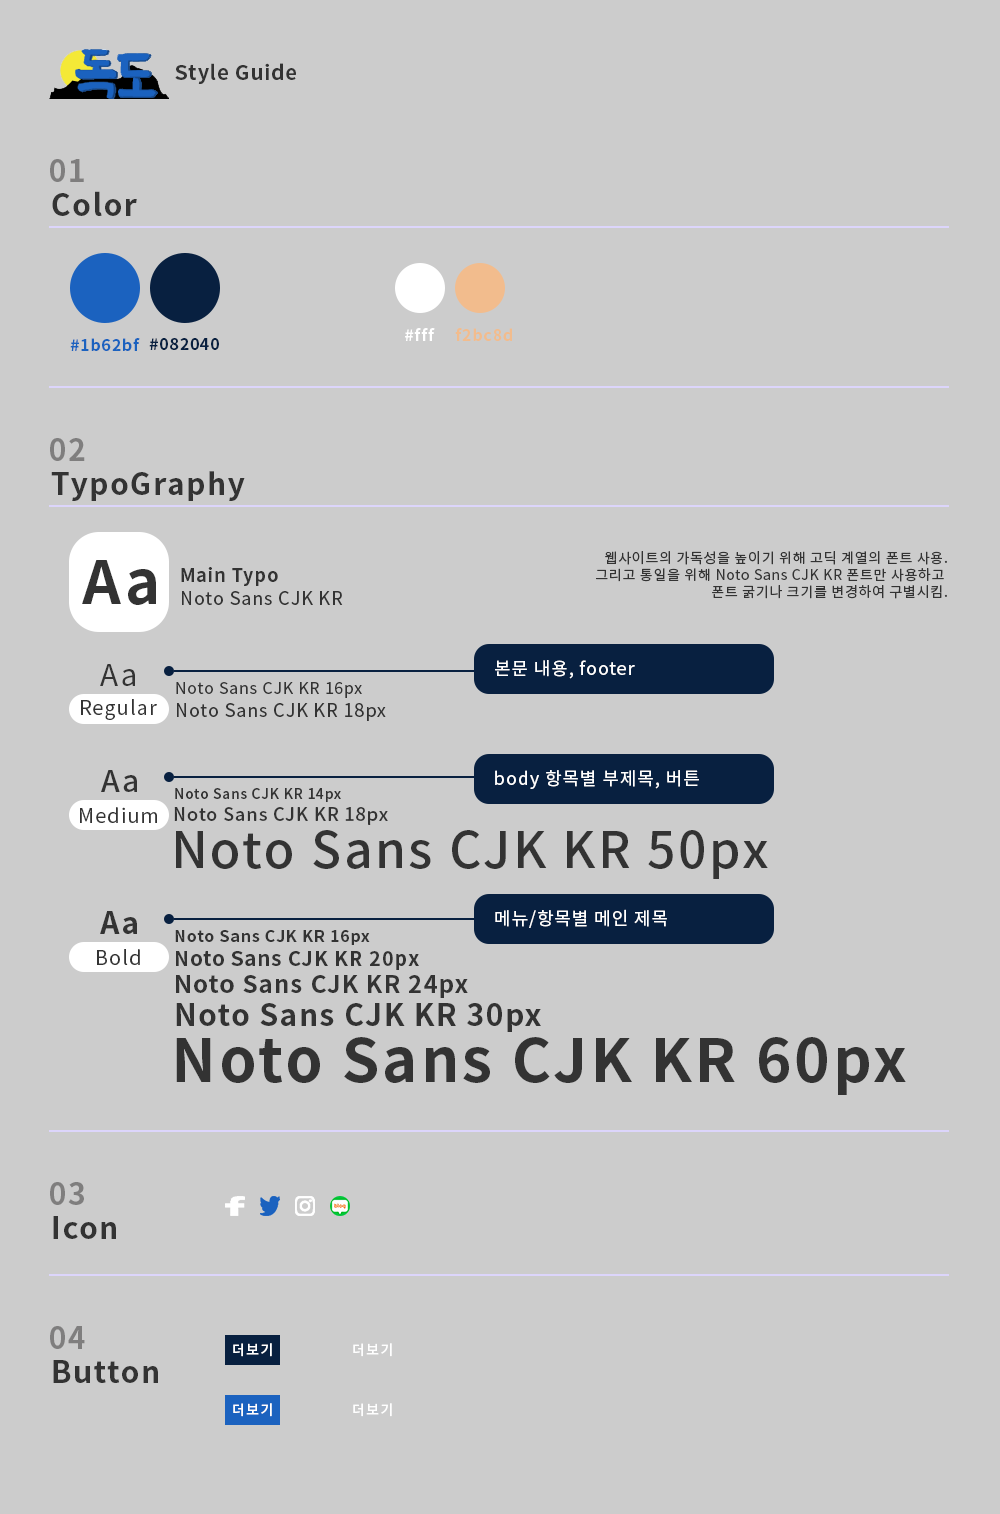 독도 Style Guide
01
Color
#1b62bf #082040 #fff f2bc8d
02
TypoGraphy
Aa
Main Typo
Noto Sans CJK KR
웹사이트의 가독성을 높이기 위해 고딕 계열의 폰트 사용.
그리고 통일을 위해 Noto Sans CJK KR 폰트만 사용하고
폰트 굵기나 크기를 변경하여 구별시킴.
Aa
Regular
본문 내용, footer
Noto Sans CJK KR 16px
Noto Sans CJK KR 18px
Aa
Medium
body 항목별 부제목, 버튼
Noto Sans CJK KR 14px
Noto Sans CJK KR 18px
Noto Sans CJK KR 50px
Aa
Bold
메뉴/항목별 메인 제목
Noto Sans CJK KR 16px
Noto Sans CJK KR 20px
Noto Sans CJK KR 24px
Noto Sans CJK KR 30px
Noto Sans CJK KR 60px
03
Icon
blog
04
Button
더보기 더보기
더보기 더보기